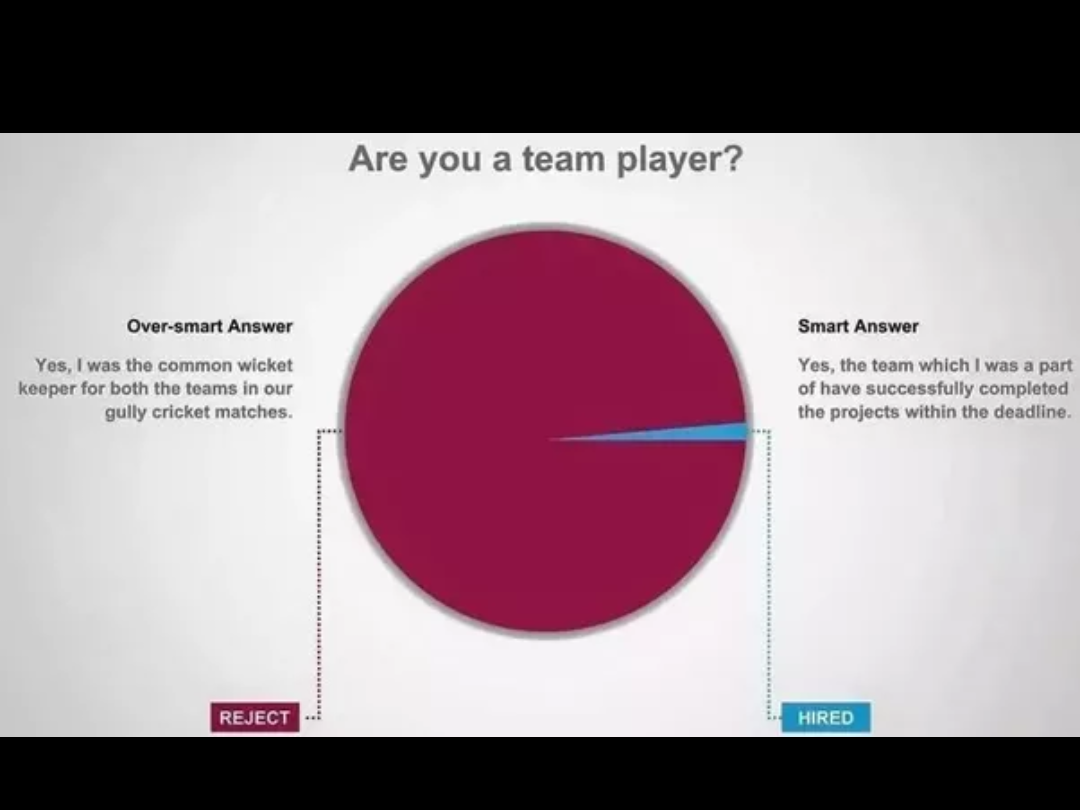 Are you a team player?
Over-smart Answer
Yes, I was the common wicket
keeper for both the teams in our
gully cricket matches.
Smart Answer
Yes, the team which I was a part
of have successfully completed
the projects within the deadline.
REJECT
HIRED